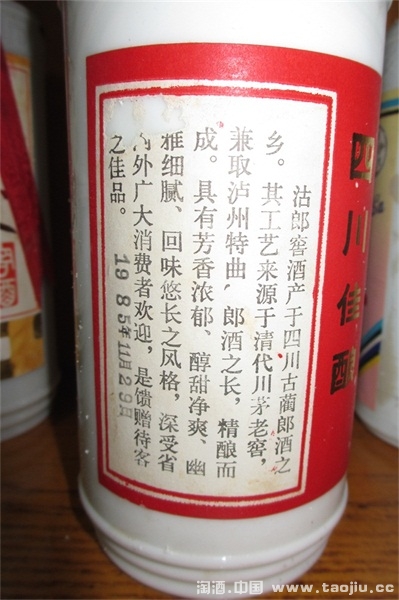 四川佳酿
沽郎窖酒产于四川古蔺郎酒之
乡。其工艺来源于清代川茅老窖，
兼取泸州特曲、郎酒之长，精酿而
成。具有芳香浓郁、醇甜净爽、幽
雅细腻、回味悠长之风格，深受省
内外广大消费者欢迎，是馈赠待客
之佳品。
1985年11月29日
淘酒.中国 www.taojiu.cc